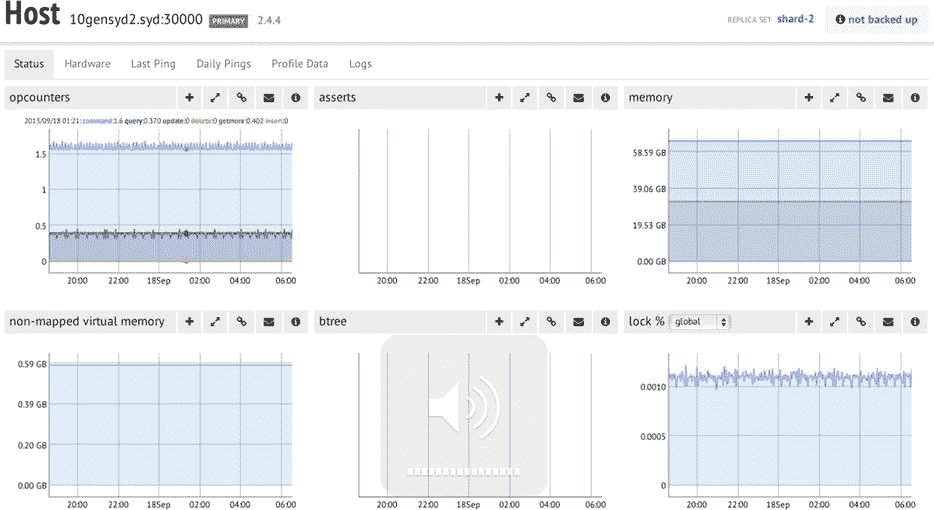 Host 10gensyd2.syd:30000 PRIMARY 2.4.4 REPLICA SET shard-2 not backed up
Status Hardware Last Ping Daily Pings Profile Data Logs
opcounters
2013/09/18 01:21: command:1.6 query:0.370 update:0 delete:0 getmore:0.402 insert:0
1.5
1
0.5
0
20:00 22:00 18Sep 02:00 04:00 06:00
asserts
20:00 22:00 18Sep 02:00 04:00 06:00
memory
58.59 GB
39.06 GB
19.53 GB
0.00 GB
20:00 22:00 18Sep 02:00 04:00 06:00
non-mapped virtual memory
0.59 GB
0.39 GB
0.20 GB
0.00 GB
20:00 22:00 18Sep 02:00 04:00 06:00
btree
20:00 22:00 18Sep 02:00 04:00 06:00
lock % global
0.0010
0.0005
0
20:00 22:00 18Sep 02:00 04:00 06:00